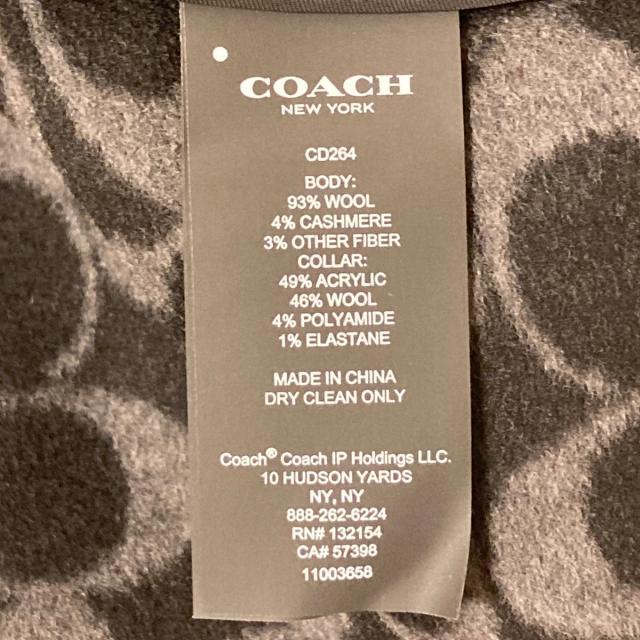 COACH
NEW YORK
CD264
BODY:
93% WOOL
4% CASHMERE
3% OTHER FIBER
COLLAR:
49% ACRYLIC
46% WOOL
4% POLYAMIDE
1% ELASTANE
MADE IN CHINA
DRY CLEAN ONLY
Coach® Coach IP Holdings LLC.
10 HUDSON YARDS
NY, NY
888-262-6224
RN# 132154
CA# 57398
11003658